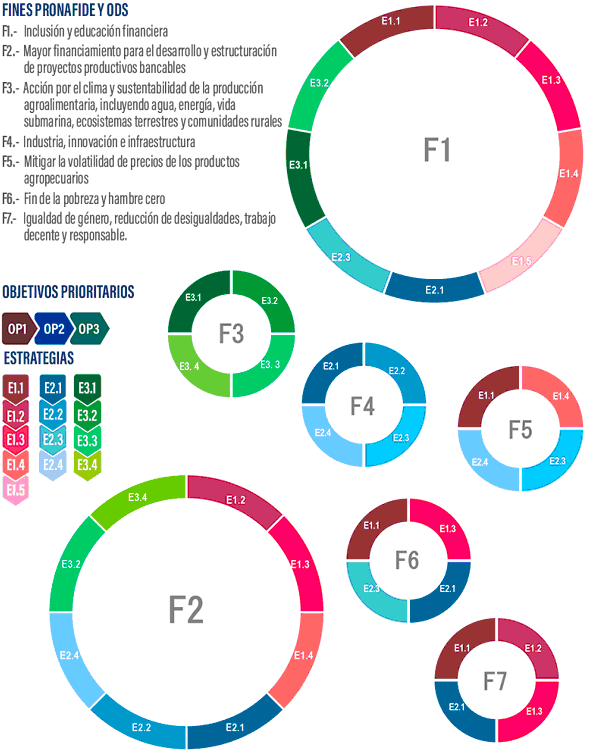 FINES PRONAFIDE Y ODS
F1.- Inclusión y educación financiera
F2.- Mayor financiamiento para el desarrollo y estructuración
de proyectos productivos bancables
F3.- Acción por el clima y sustentabilidad de la producción
agroalimentaria, incluyendo agua, energía, vida
submarina, ecosistemas terrestres y comunidades rurales
F4.- Industria, innovación e infraestructura
F5.- Mitigar la volatilidad de precios de los productos
agropecuarios
F6.- Fin de la pobreza y hambre cero
F7.- Igualdad de género, reducción de desigualdades, trabajo
decente y responsable.
E1.1
E1.2
E1.3
E1.4
E1.5
E2.1
E2.3
E3.1
E3.2
F1
OBJETIVOS PRIORITARIOS
OP1 OP2 OP3
ESTRATEGIAS
E1.1 E2.1 E3.1
E1.2 E2.2 E3.2
E1.3 E2.3 E3.3
E1.4 E2.4 E3.4
E1.5
E3.1
E3.2
E3. 3
E3. 4
F3
E2.1
E2.2
E2.3
E2.4
F4
E1.1
E1.4
E2.3
E2.4
F5
E3.4
E1.2
E1.3
E1.4
E2.1
E2.2
E2.4
E3.2
F2
E1.1
E1.3
E2.1
E2.3
F6
E1.1
E1.2
E1.3
E2.1
F7